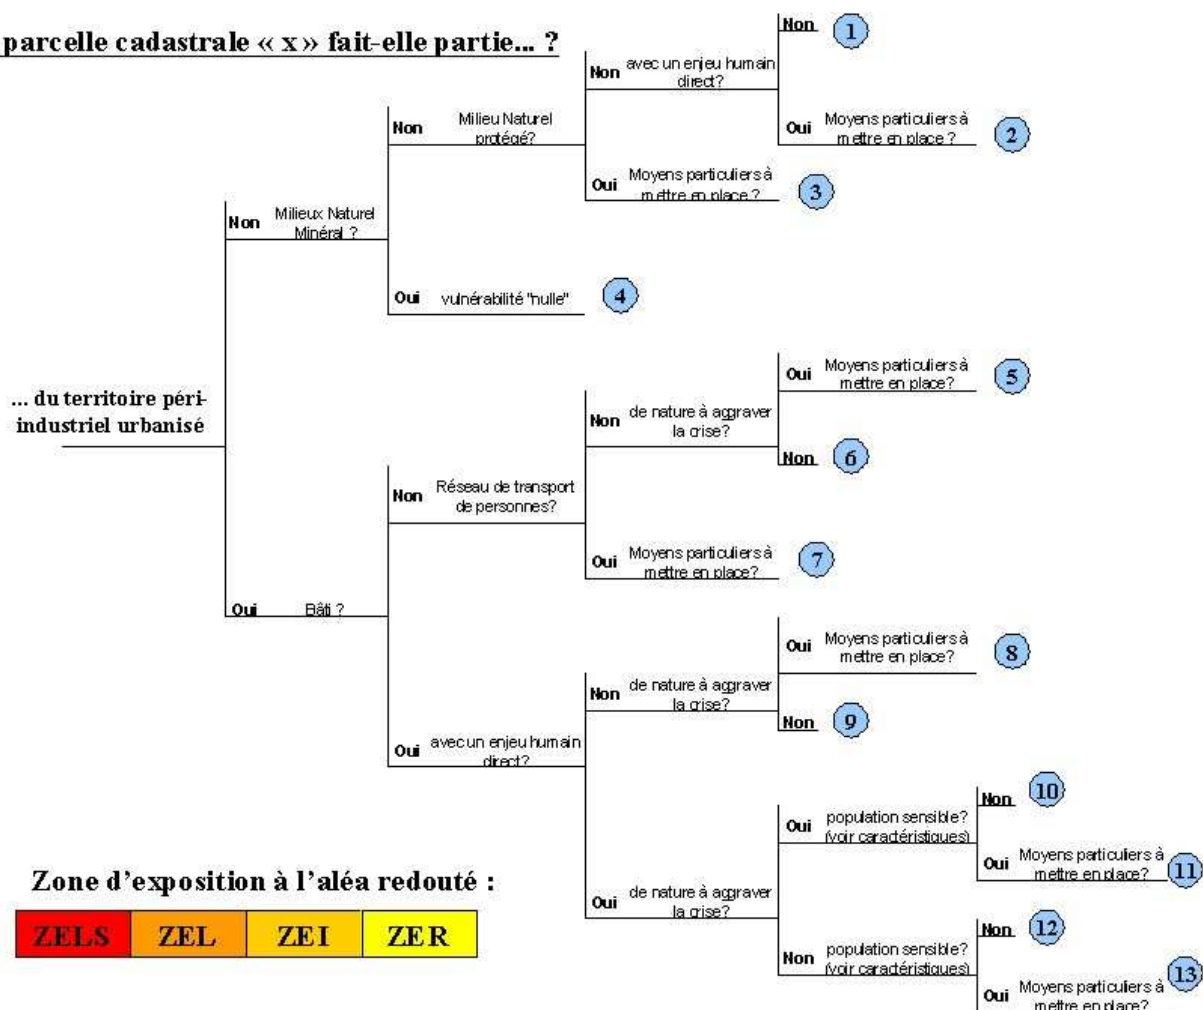 parcelle cadastrale « x » fait-elle partie... ?
Non
1
Non
avec un enjeu humain
direct?
Oui
Moyens particuliers à
mettre en place ?
2
Non
Milieu Naturel
protégé?
Oui
Moyens particuliers à
mettre en place ?
3
Non
Milieux Naturel
Minéral ?
Oui
vulnérabilité "nulle"
4
... du territoire péri-
industriel urbanisé
Oui
Moyens particuliers à
mettre en place?
5
Non
de nature à aggraver
la crise?
Non
6
Non
Réseau de transport
de personnes?
Oui
Moyens particuliers à
mettre en place?
7
Oui
Bâti ?
Oui
Moyens particuliers à
mettre en place?
8
Non
de nature à aggraver
la crise?
Non
9
Oui
avec un enjeu humain
direct?
Non
10
Oui
population sensible?
(voir caractéristiques)
Oui
Moyens particuliers à
mettre en place?
11
Oui
de nature à aggraver
la crise?
Non
12
Non
population sensible?
(voir caractéristiques)
Oui
Moyens particuliers à
mettre en place?
13
Zone d'exposition à l'aléa redouté :
ZELS ZEL ZEI ZER